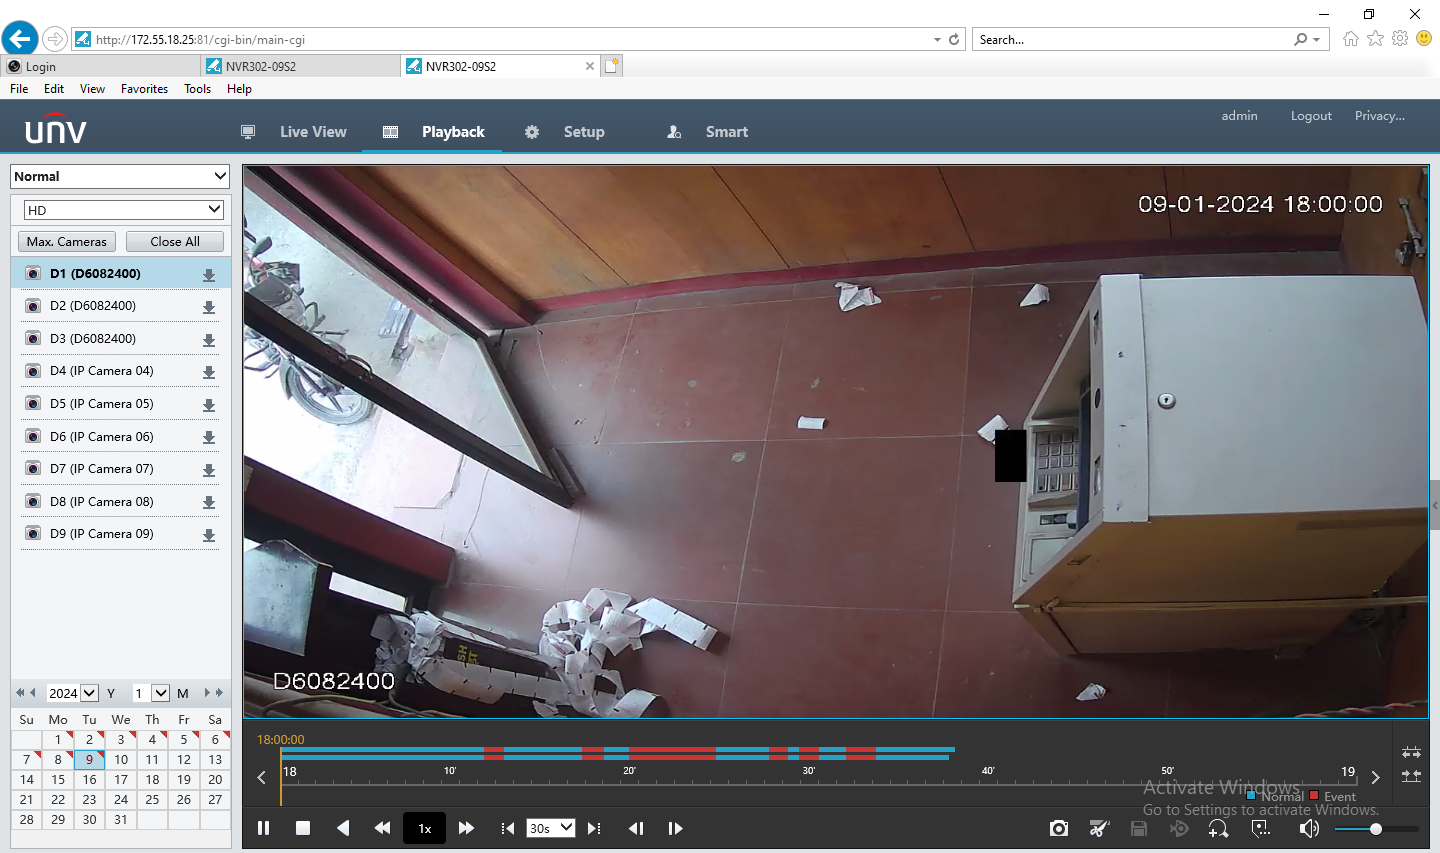 http://172.55.18.25:81/cgi-bin/main-cgi
Search...
Login
NVR302-09S2
NVR302-09S2
File Edit View Favorites Tools Help
unv
Live View Playback Setup Smart
admin Logout Privacy...
Normal
HD
Max. Cameras Close All
D1 (D6082400)
D2 (D6082400)
D3 (D6082400)
D4 (IP Camera 04)
D5 (IP Camera 05)
D6 (IP Camera 06)
D7 (IP Camera 07)
D8 (IP Camera 08)
D9 (IP Camera 09)
2024 Y 1 M
Su Mo Tu We Th Fr Sa
1 2 3 4 5 6
7 8 9 10 11 12 13
14 15 16 17 18 19 20
21 22 23 24 25 26 27
28 29 30 31
09-01-2024 18:00:00
D6082400
18:00:00
18 10' 20' 30' 40' 50' 19
Normal Event
Activate Windows
Go to Settings to activate Windows.
1x
30s